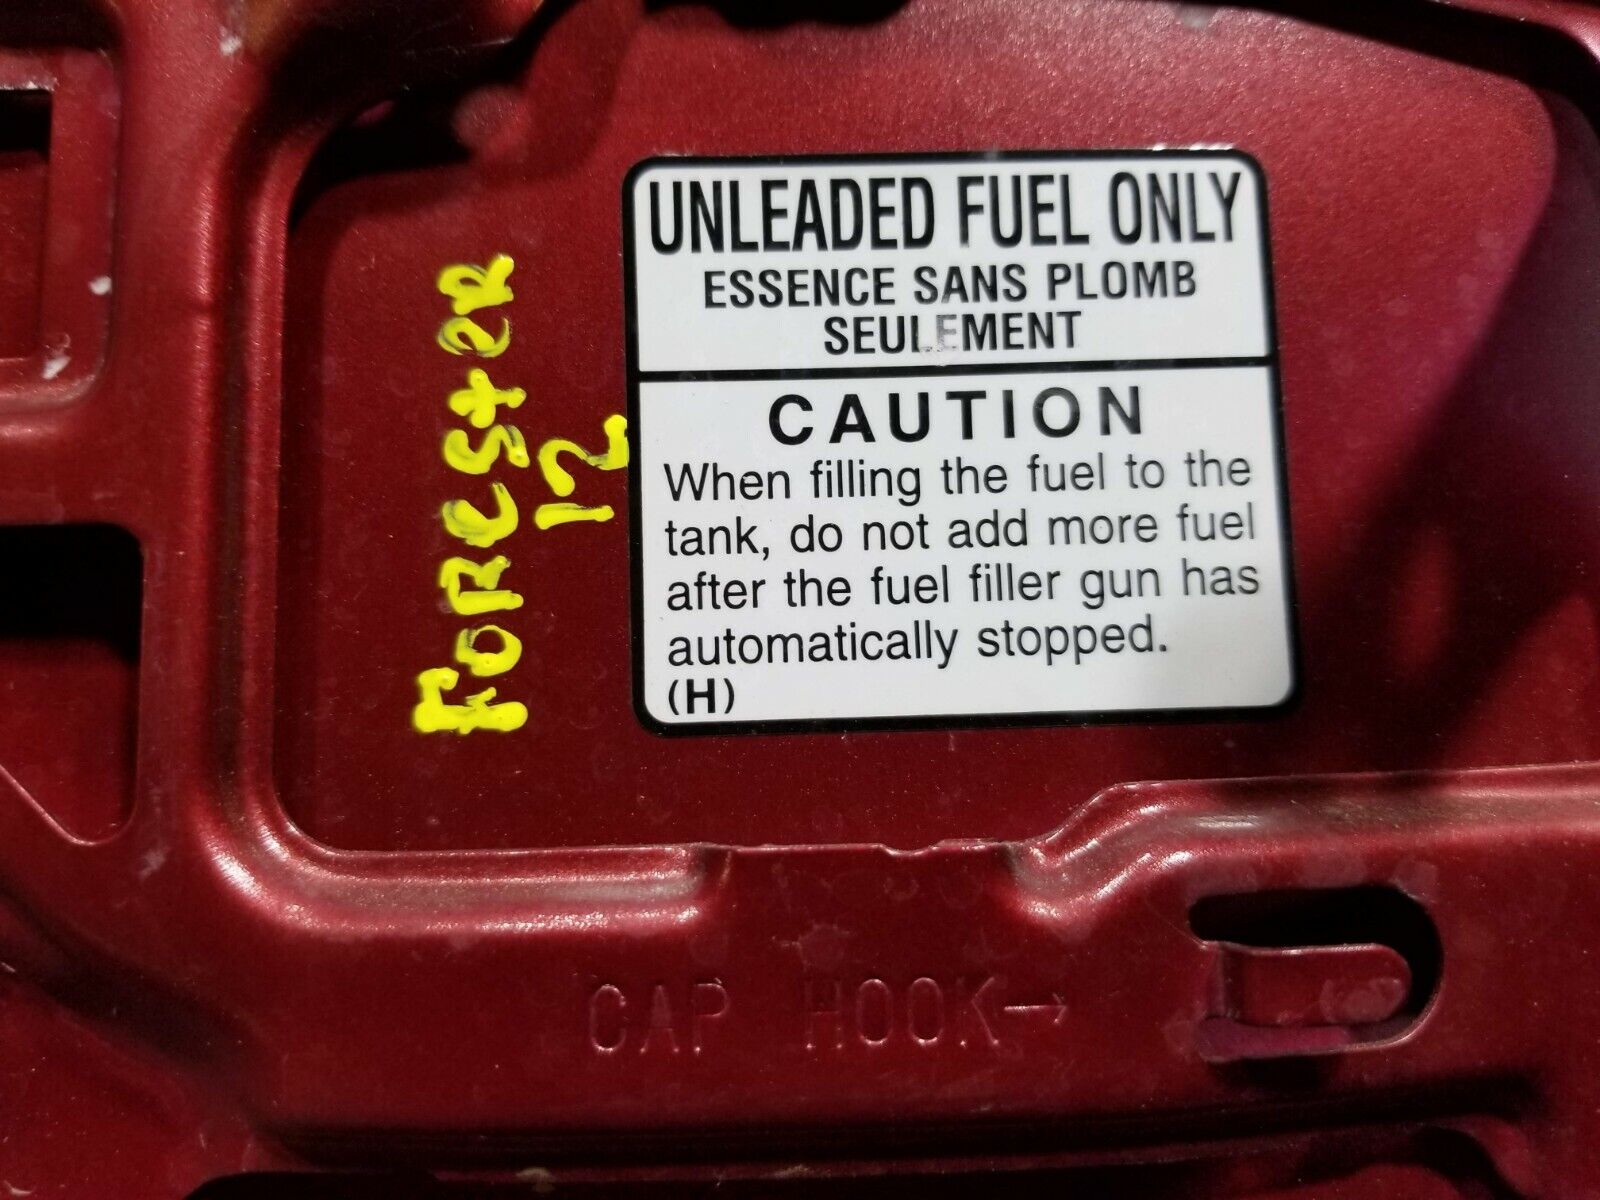 UNLEADED FUEL ONLY
ESSENCE SANS PLOMB
SEULEMENT
CAUTION
When filling the fuel to the
tank, do not add more fuel
after the fuel filler gun has
automatically stopped.
(H)
FOREStER
12
CAP HOOK→